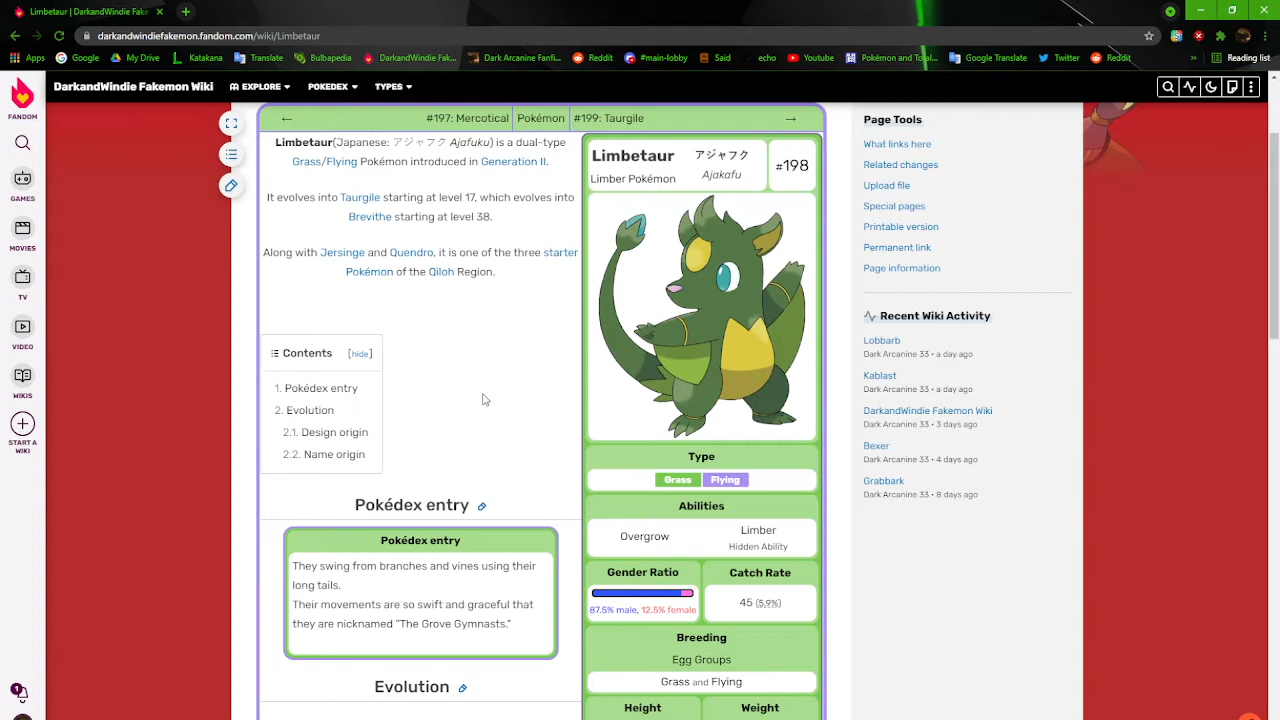 Limbetaur | DarkandWindie Fake
darkandwindiefakemon.fandom.com/wiki/Limbetaur
Apps Google My Drive Katakana Translate Bulbapedia DarkandWindie Fak... Dark Arcanine Fanfi... Reddit #main-lobby Said echo Youtube Pokémon and Total... Google Translate Twitter Reddit » Reading list
DarkandWindie Fakemon Wiki EXPLORE POKEDEX TYPES
FANDOM
GAMES
MOVIES
TV
VIDEO
WIKIS
START A
WIKI
1
← #197: Mercotical Pokémon #199: Taurgile →
Limbetaur(Japanese: アジャフク Ajafuku) is a dual-type
Grass/Flying Pokémon introduced in Generation II.
It evolves into Taurgile starting at level 17, which evolves into
Brevithe starting at level 38.
Along with Jersinge and Quendro, it is one of the three starter
Pokémon of the Qiloh Region.
Contents [hide]
1. Pokédex entry
2. Evolution
2.1. Design origin
2.2. Name origin
Pokédex entry
Pokédex entry
They swing from branches and vines using their
long tails.
Their movements are so swift and graceful that
they are nicknamed "The Grove Gymnasts."
Evolution
Limbetaur
Limber Pokémon
アジャフク
Ajakafu
#198
Type
Grass Flying
Abilities
Overgrow
Limber
Hidden Ability
Gender Ratio
87.5% male, 12.5% female
Catch Rate
45 (5.9%)
Breeding
Egg Groups
Grass and Flying
Height Weight
Page Tools
What links here
Related changes
Upload file
Special pages
Printable version
Permanent link
Page information
Recent Wiki Activity
Lobbarb
Dark Arcanine 33 • a day ago
Kablast
Dark Arcanine 33 • a day ago
DarkandWindie Fakemon Wiki
Dark Arcanine 33 • 3 days ago
Bexer
Dark Arcanine 33 • 4 days ago
Grabbark
Dark Arcanine 33 • 8 days ago